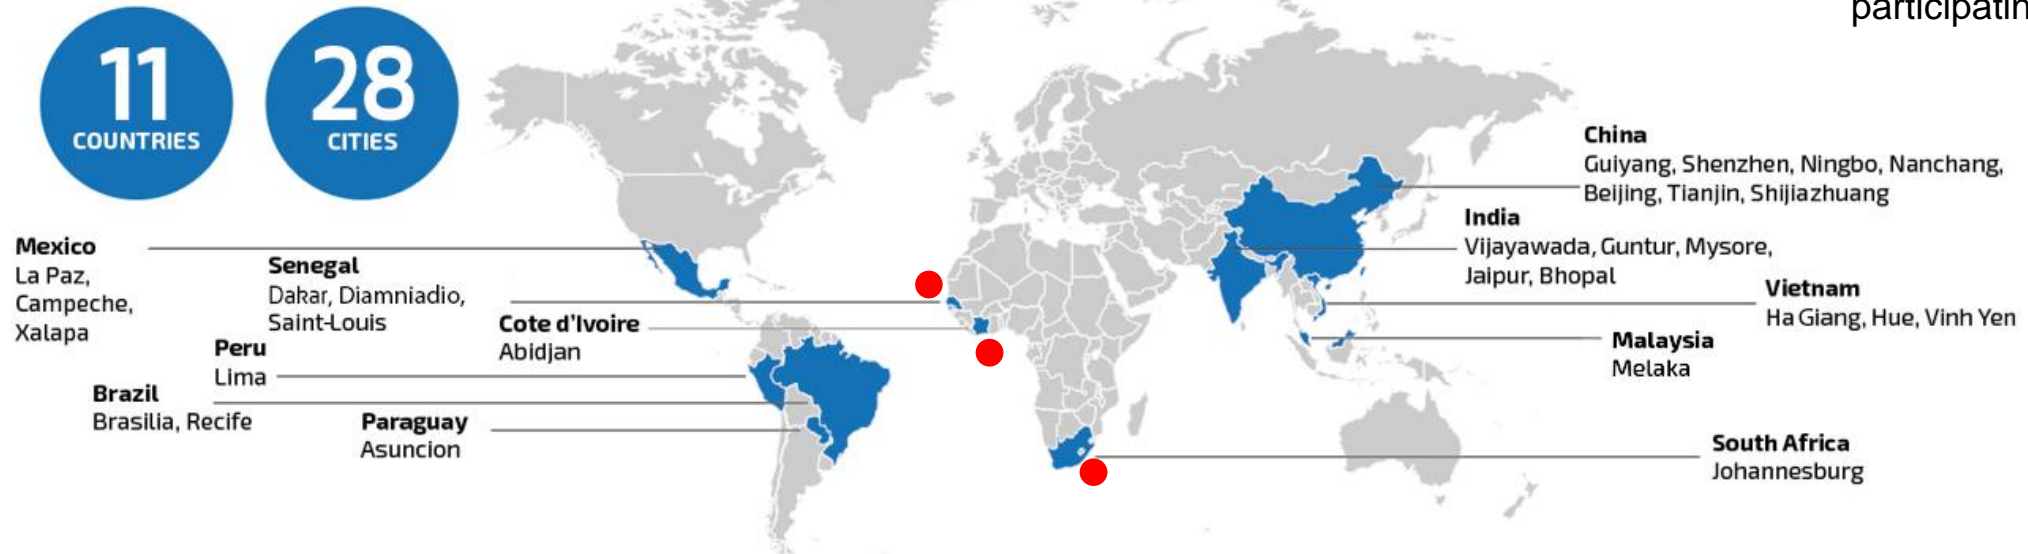 participatin
11
COUNTRIES
28
CITIES
China
Guiyang, Shenzhen, Ningbo, Nanchang,
Beijing, Tianjin, Shijiazhuang
India
Vijayawada, Guntur, Mysore,
Jaipur, Bhopal
Mexico
La Paz,
Campeche,
Xalapa
Senegal
Dakar, Diamniadio,
Saint-Louis
Vietnam
Ha Giang, Hue, Vinh Yen
Cote d'Ivoire
Abidjan
Peru
Lima
Malaysia
Melaka
Brazil
Brasilia, Recife
Paraguay
Asuncion
South Africa
Johannesburg